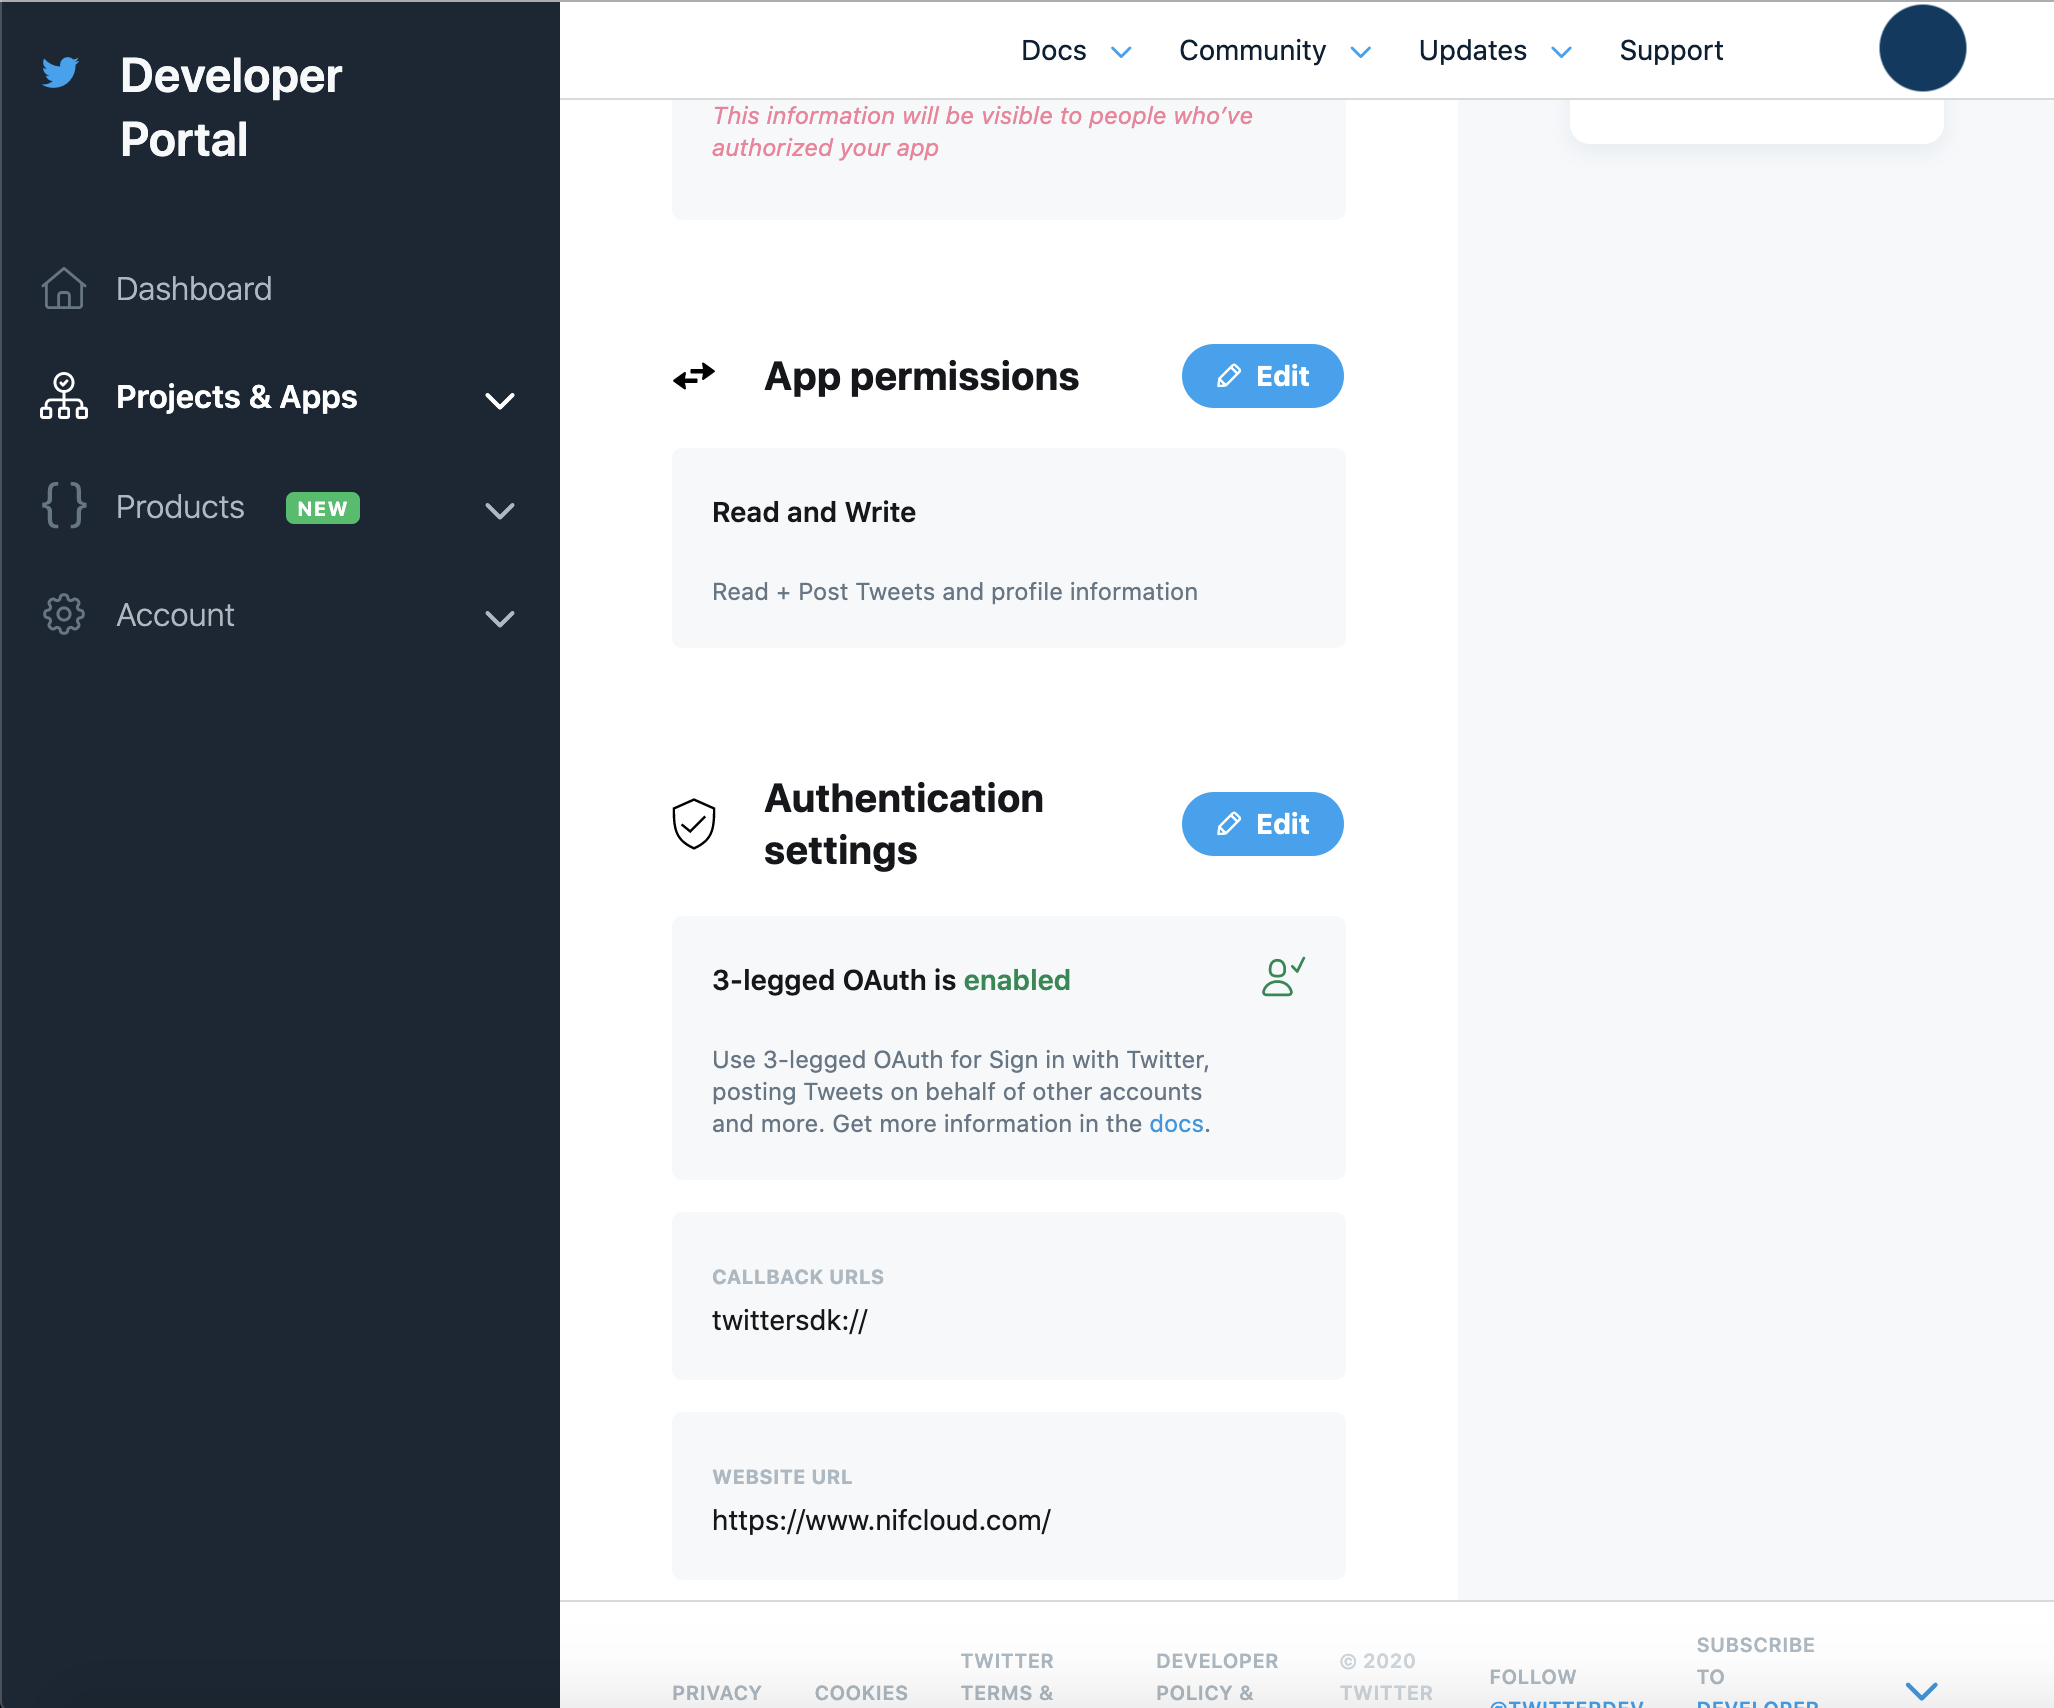 Developer
Portal
Dashboard
Projects & Apps
Products NEW
Account
Docs Community Updates Support
This information will be visible to people who've
authorized your app
App permissions
Edit
Read and Write
Read + Post Tweets and profile information
Authentication
settings
Edit
3-legged OAuth is enabled
Use 3-legged OAuth for Sign in with Twitter,
posting Tweets on behalf of other accounts
and more. Get more information in the docs.
CALLBACK URLS
twittersdk://
WEBSITE URL
https://www.nifcloud.com/
PRIVACY
COOKIES
TWITTER
TERMS &
DEVELOPER
POLICY &
© 2020
TWITTER
FOLLOW
@TWITTERDEV
SUBSCRIBE
TO
DEVELOPER